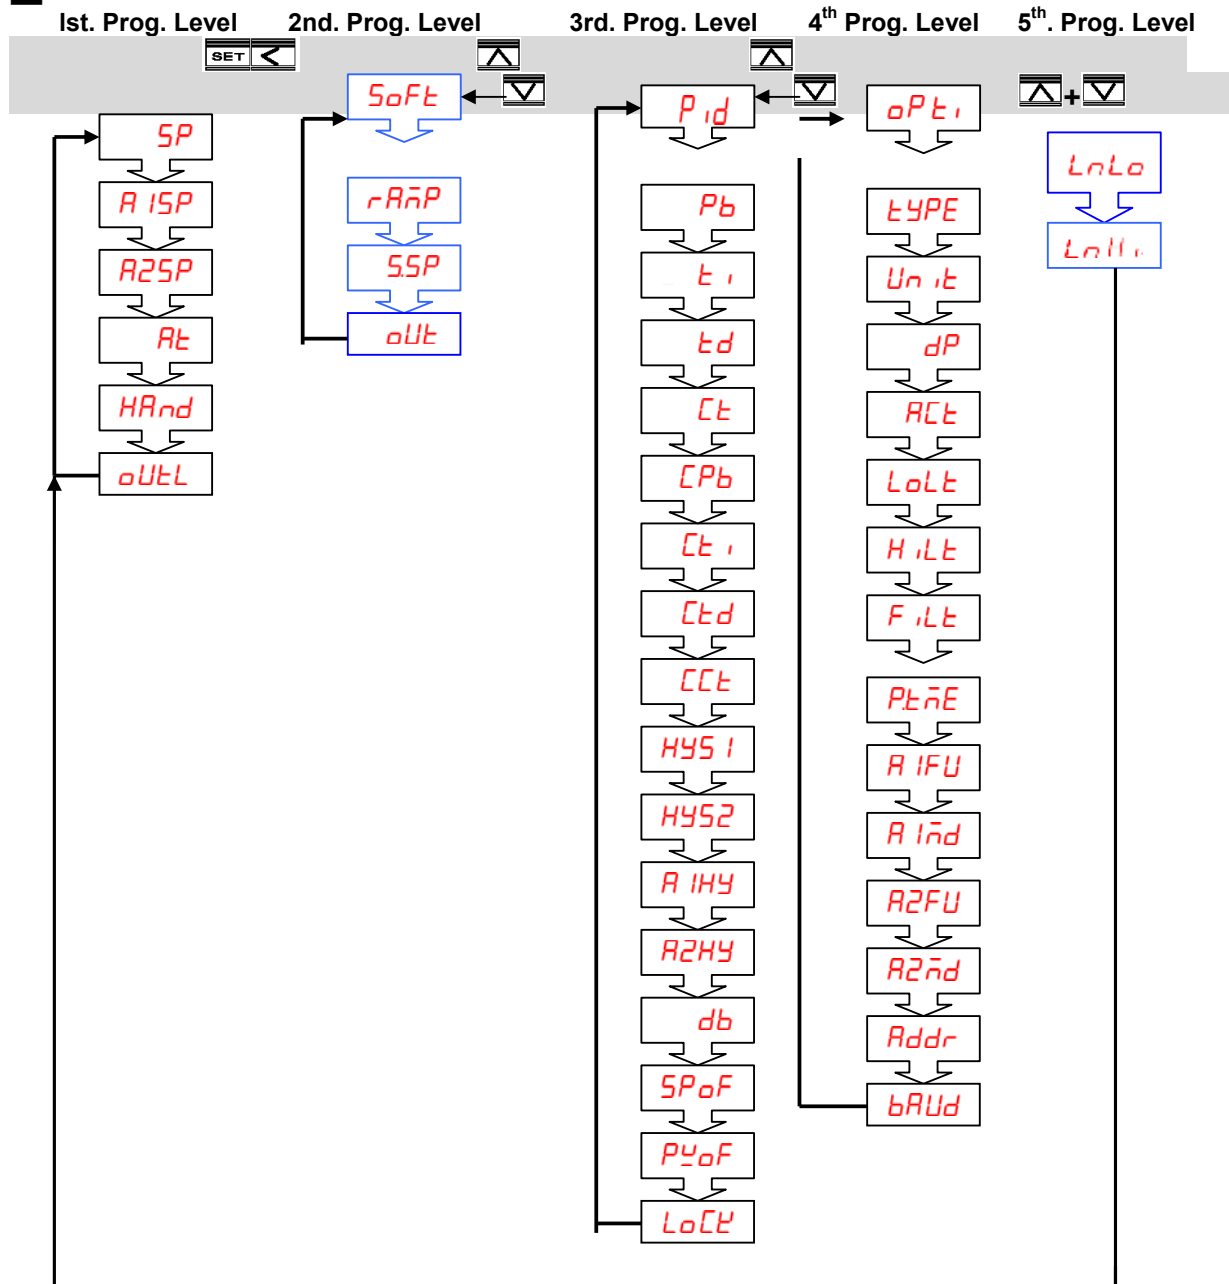 Ist. Prog. Level 2nd. Prog. Level 3rd. Prog. Level 4th Prog. Level 5th. Prog. Level
SET <
SoFt
SP
A1SP
A2SP
At
HAnd
oUtL
rAmP
S.SP
oUt
Pid
Pb
ti
td
Ct
CPb
Cti
Ctd
CCt
HYS1
HYS2
A1HY
A2HY
db
SPoF
PVoF
LoCK
oPti
tYPE
Unit
dP
ACt
LoLt
HiLt
FiLt
P.tmE
A1FU
A1md
A2FU
A2md
Addr
bAUd
+
LnLo
LnHi